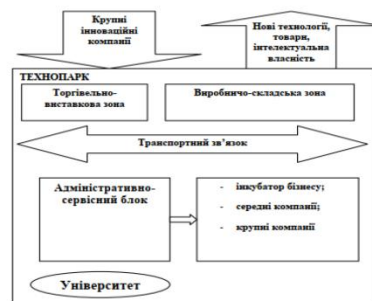 Крупні
інноваційні
компанії
Нові технології,
товари,
інтелектуальна
власність
ТЕХНОПАРК
Торгівельно-
виставкова зона
Виробничо-складська зона
Транспортний зв'язок
Адміністративно-
сервісний блок
- інкубатор бізнесу;
- середні компанії;
- крупні компанії
Університет